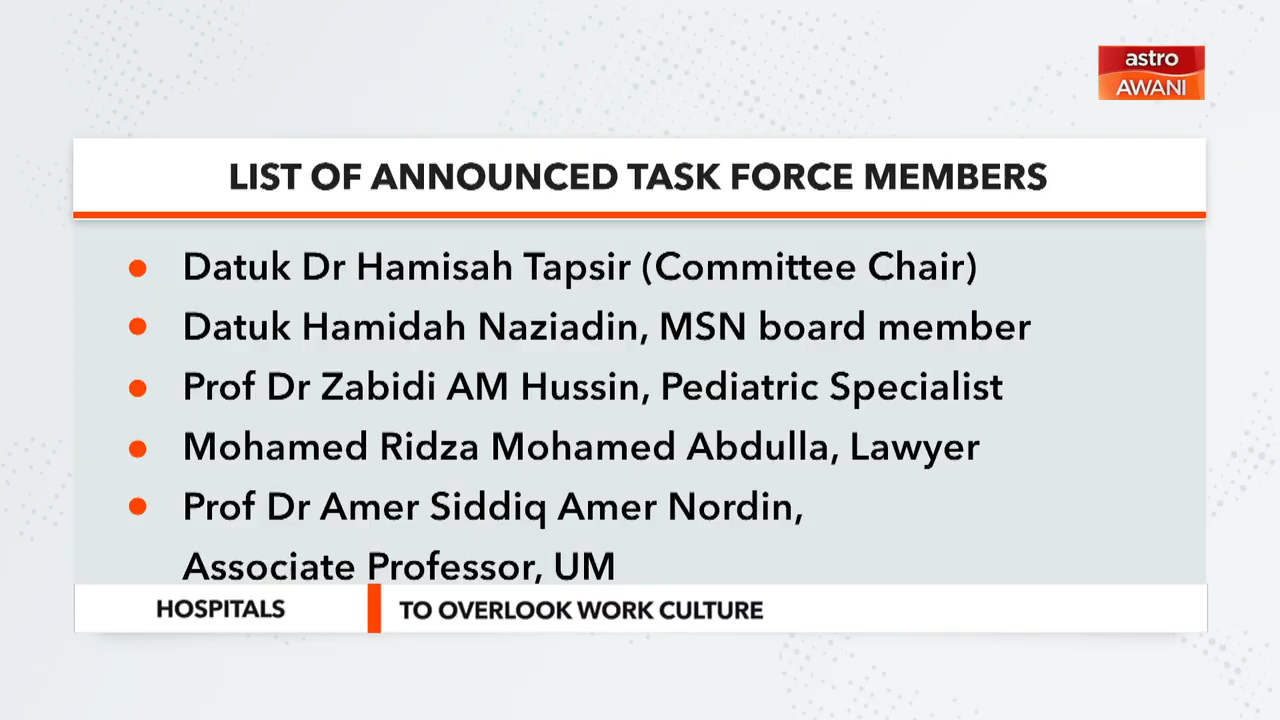 astro
AWANI
LIST OF ANNOUNCED TASK FORCE MEMBERS
● Datuk Dr Hamisah Tapsir (Committee Chair)
● Datuk Hamidah Naziadin, MSN board member
● Prof Dr Zabidi AM Hussin, Pediatric Specialist
● Mohamed Ridza Mohamed Abdulla, Lawyer
● Prof Dr Amer Siddiq Amer Nordin,
Associate Professor, UM
HOSPITALS TO OVERLOOK WORK CULTURE